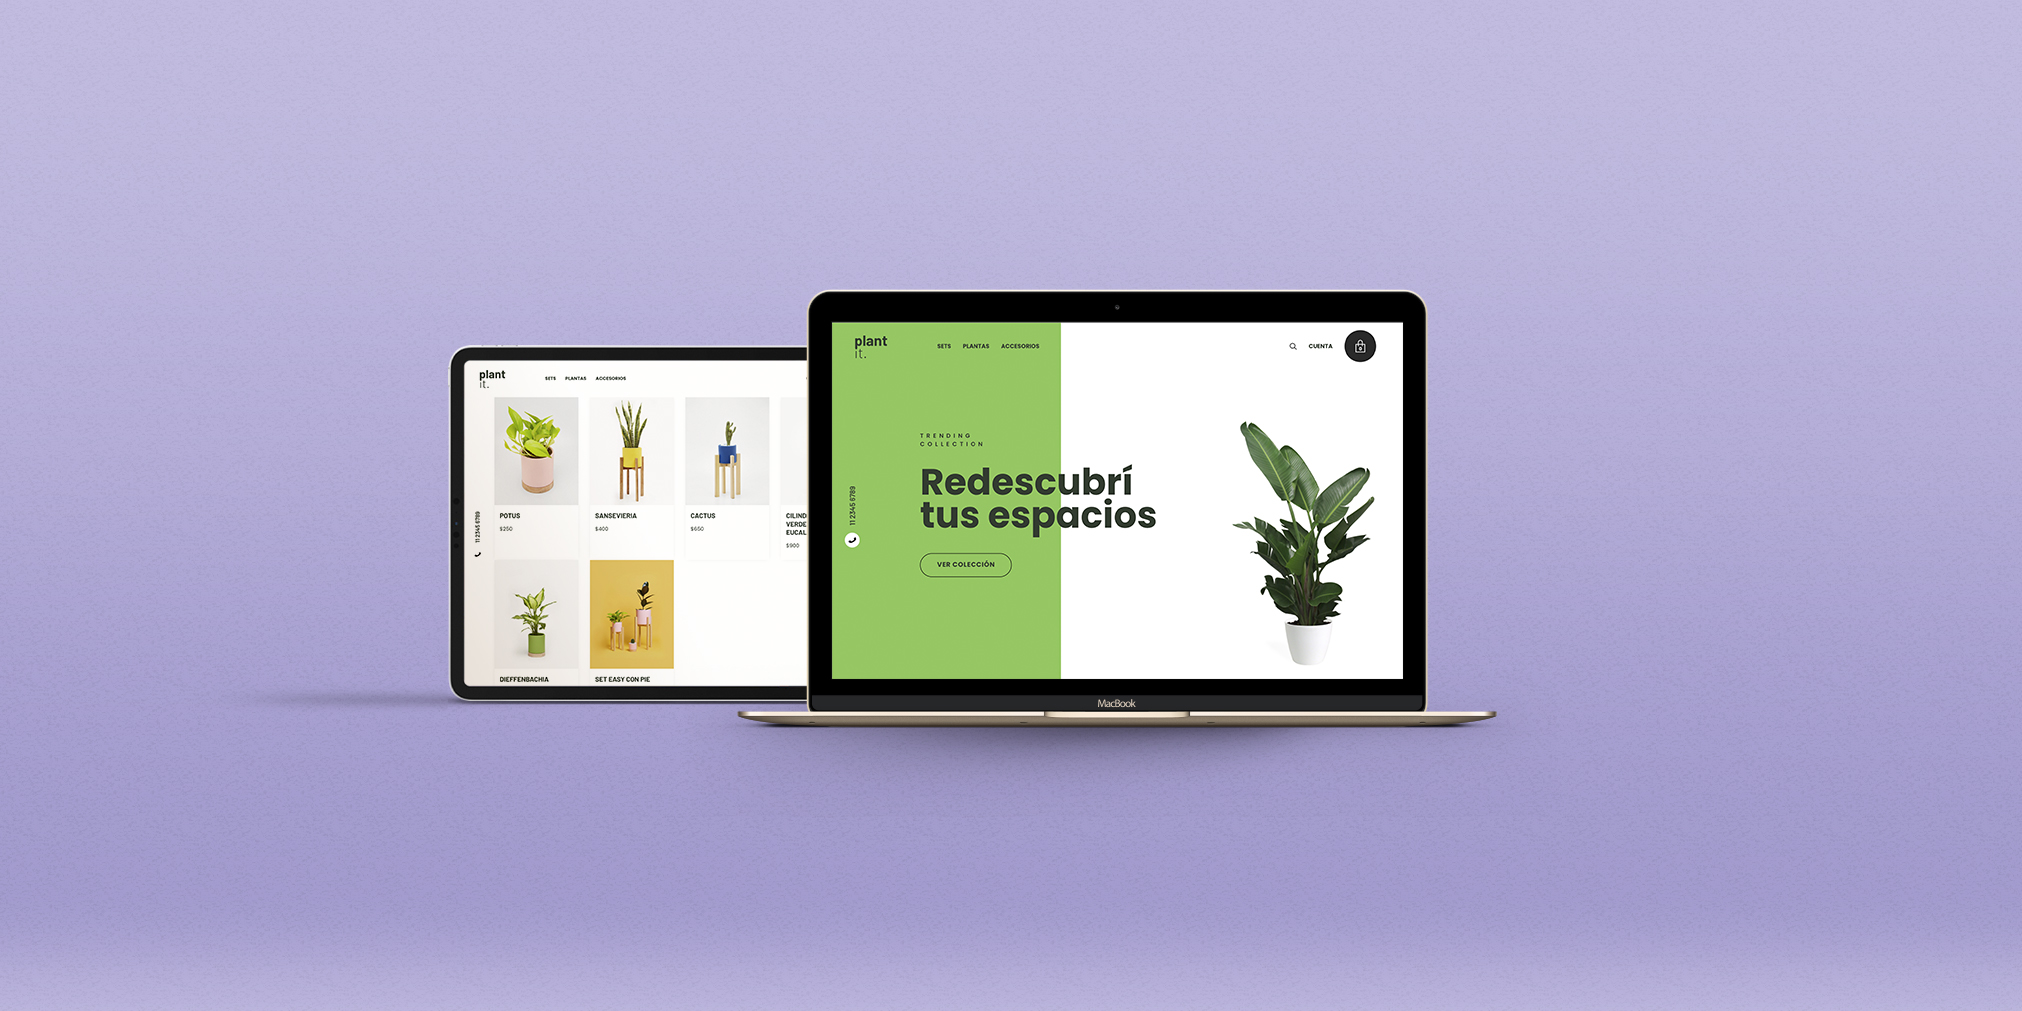 plant
it.
SETS PLANTAS ACCESORIOS
POTUS
$250
SANSEVIERIA
$400
CACTUS
$650
CILIND
VERDE
EUCAL
$900
11 2345 6789
DIEFFENBACHIA
SET EASY CON PIE
plant
it.
SETS PLANTAS ACCESORIOS
CUENTA
0
TRENDING
COLLECTION
Redescubrí
tus espacios
VER COLECCIÓN
11 2345 6789
MacBook